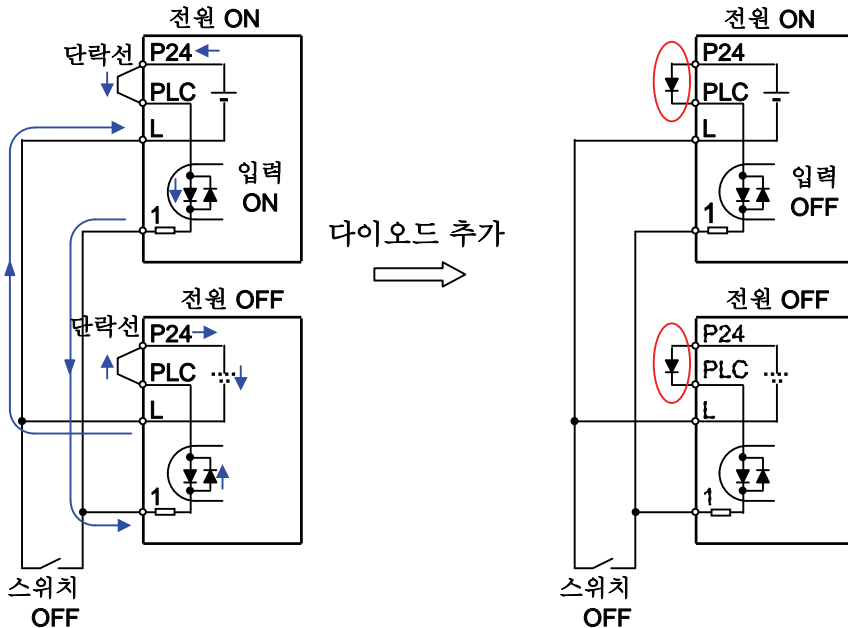 전원 ON
단락선
P24
PLC
L
입력
ON
1
전원 OFF
단락선
P24
PLC
L
1
스위치
OFF
다이오드 추가
전원 ON
P24
PLC
L
입력
OFF
1
전원 OFF
P24
PLC
L
1
스위치
OFF